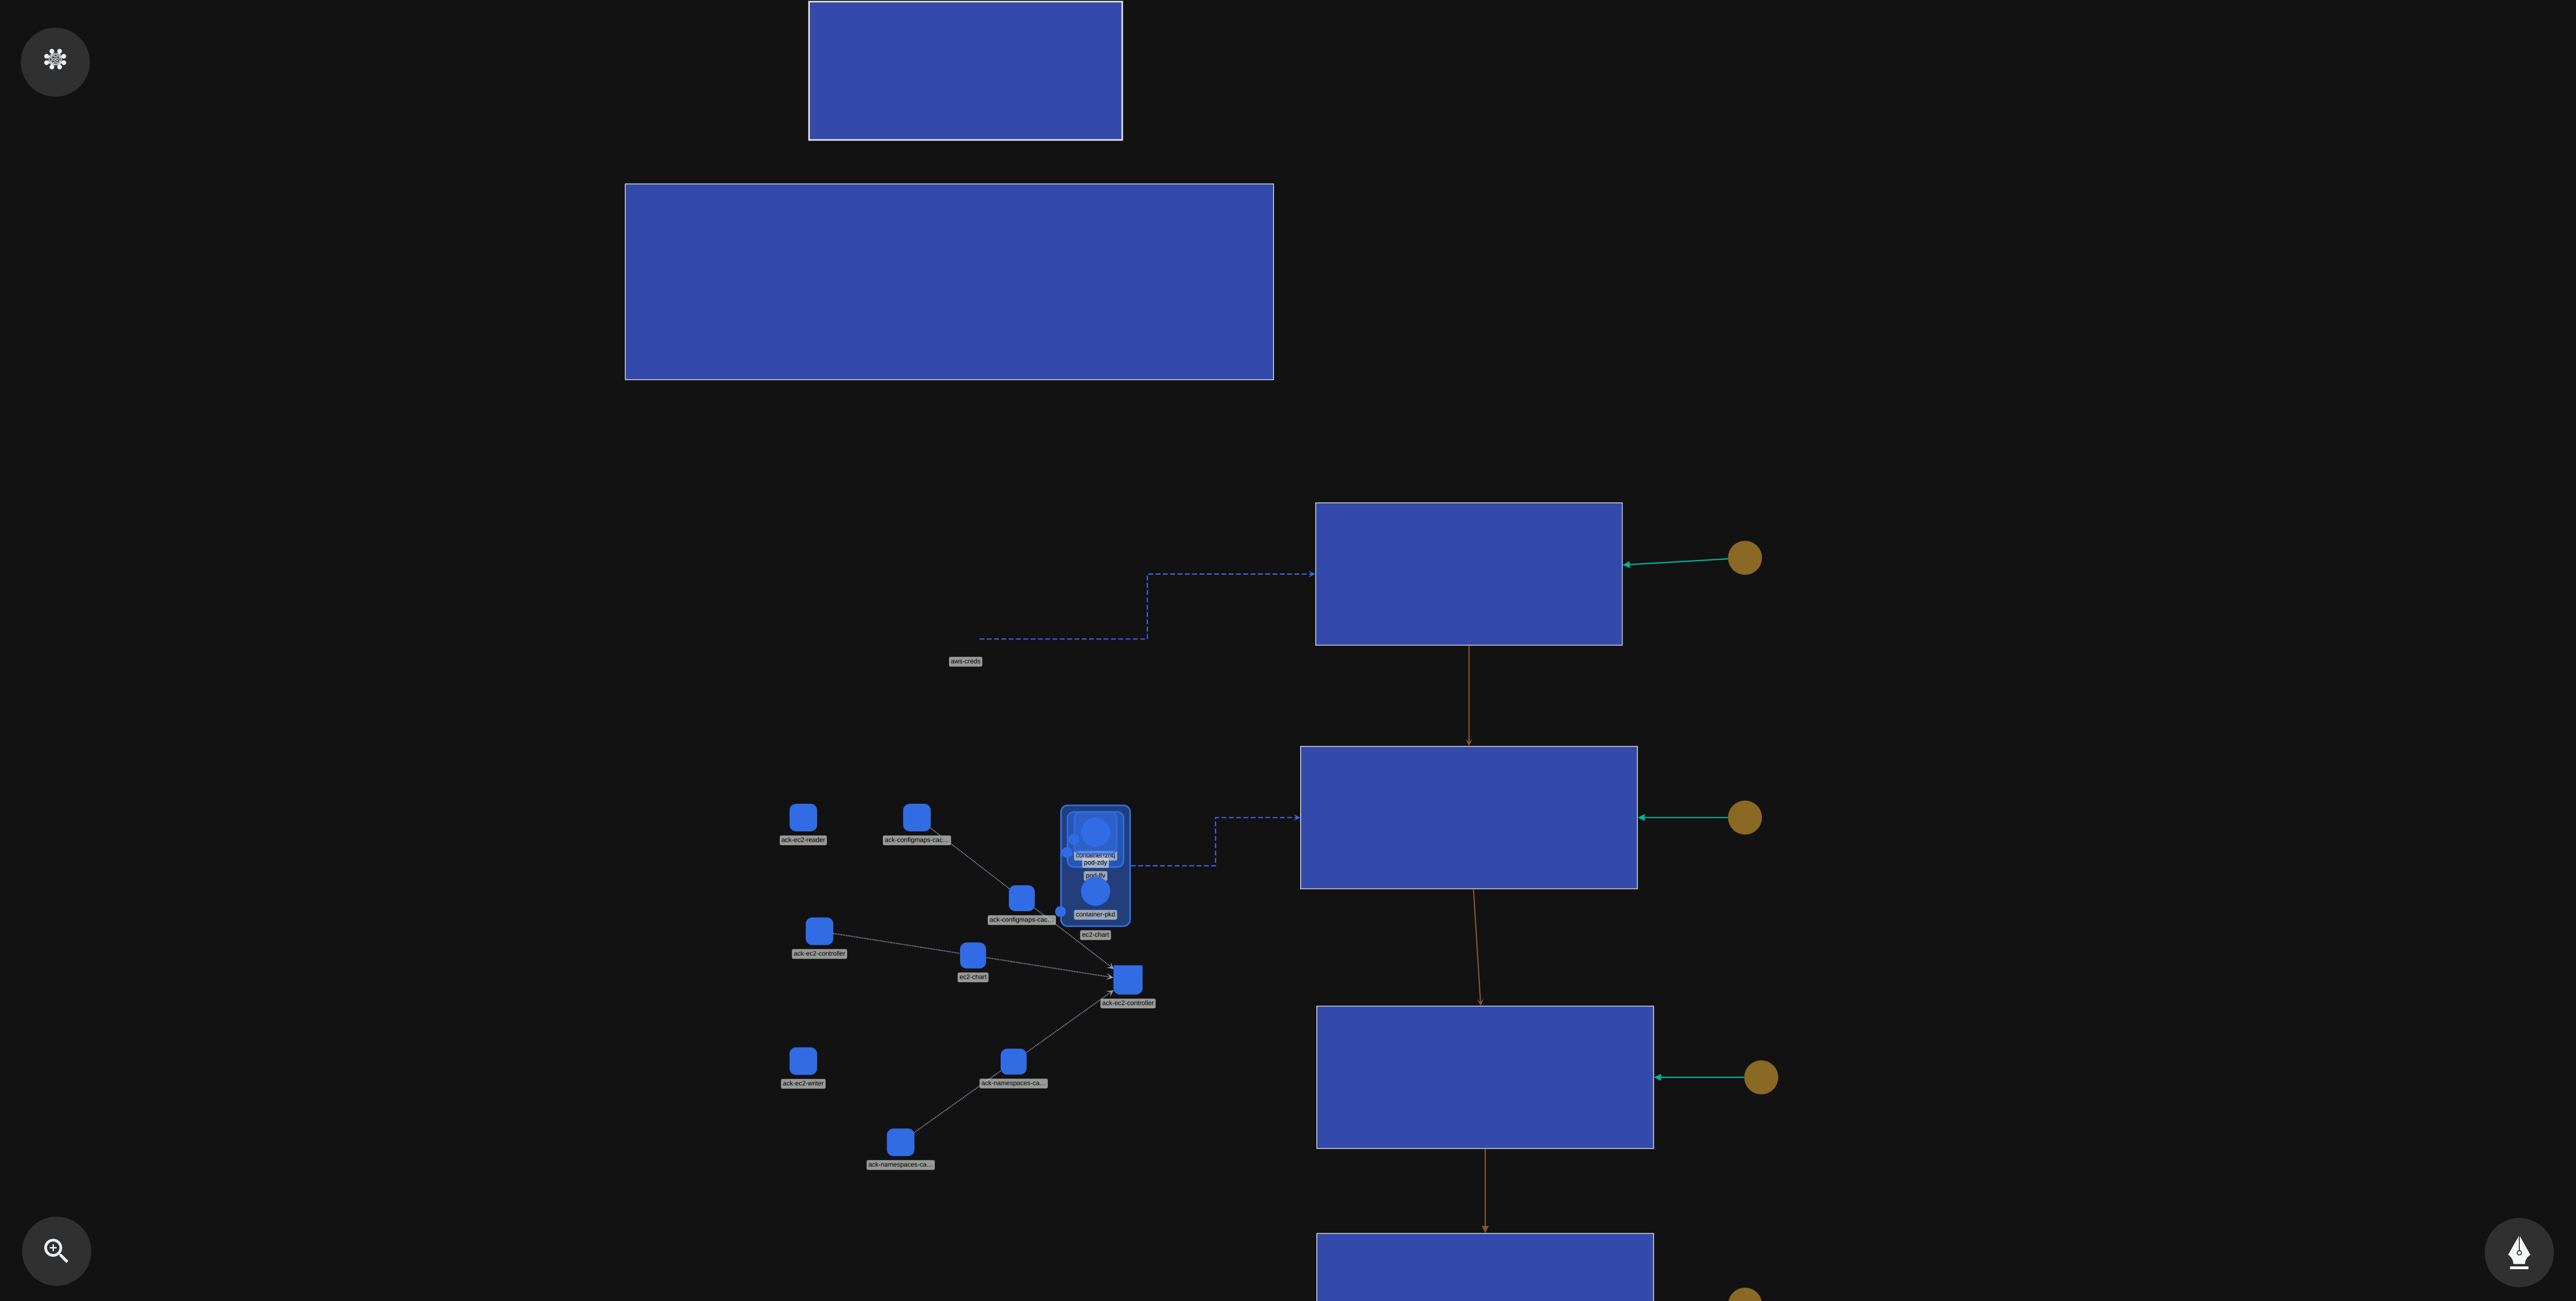 aws-creds
ack-ec2-reader
ack-configmaps-cac...
pod-zdy
container-pkd
ack-configmaps-cac...
ec2-chart
ack-ec2-controller
ec2-chart
ack-ec2-controller
ack-ec2-writer
ack-namespaces-ca...
ack-namespaces-ca...